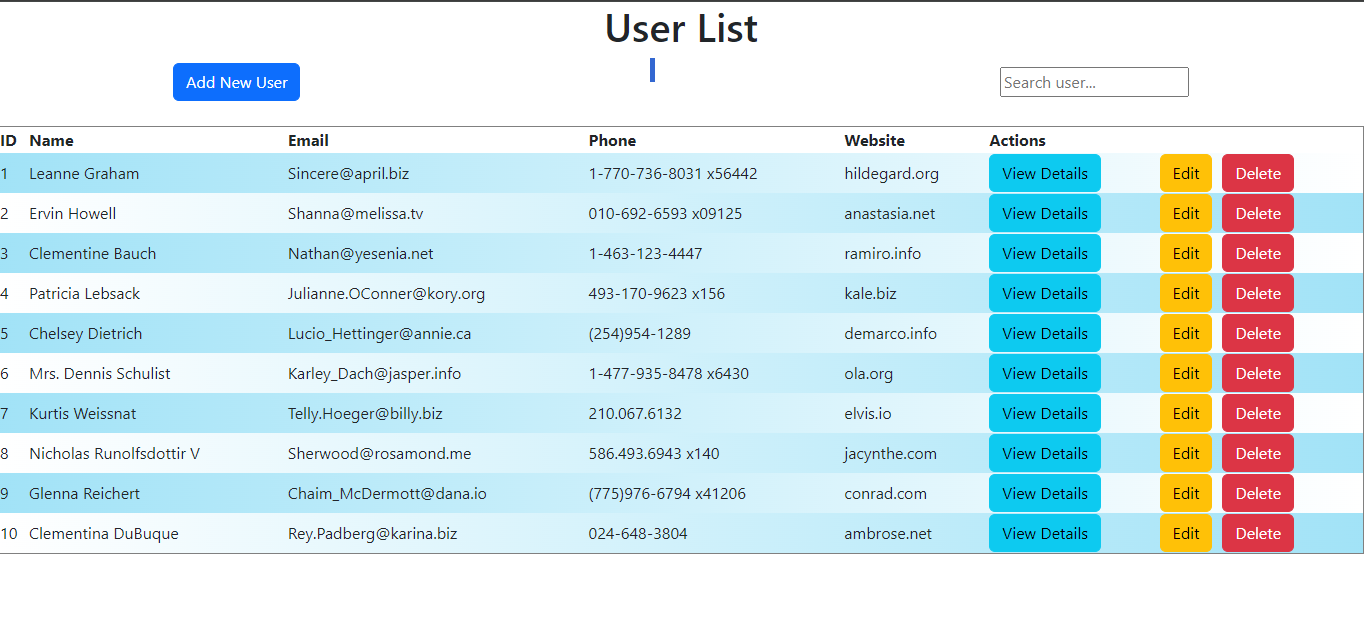 User List
Add New User Search user...
ID Name Email Phone Website Actions
1 Leanne Graham Sincere@april.biz 1-770-736-8031 x56442 hildegard.org View Details Edit Delete
2 Ervin Howell Shanna@melissa.tv 010-692-6593 x09125 anastasia.net View Details Edit Delete
3 Clementine Bauch Nathan@yesenia.net 1-463-123-4447 ramiro.info View Details Edit Delete
4 Patricia Lebsack Julianne.OConner@kory.org 493-170-9623 x156 kale.biz View Details Edit Delete
5 Chelsey Dietrich Lucio_Hettinger@annie.ca (254)954-1289 demarco.info View Details Edit Delete
6 Mrs. Dennis Schulist Karley_Dach@jasper.info 1-477-935-8478 x6430 ola.org View Details Edit Delete
7 Kurtis Weissnat Telly.Hoeger@billy.biz 210.067.6132 elvis.io View Details Edit Delete
8 Nicholas Runolfsdottir V Sherwood@rosamond.me 586.493.6943 x140 jacynthe.com View Details Edit Delete
9 Glenna Reichert Chaim_McDermott@dana.io (775)976-6794 x41206 conrad.com View Details Edit Delete
10 Clementina DuBuque Rey.Padberg@karina.biz 024-648-3804 ambrose.net View Details Edit Delete